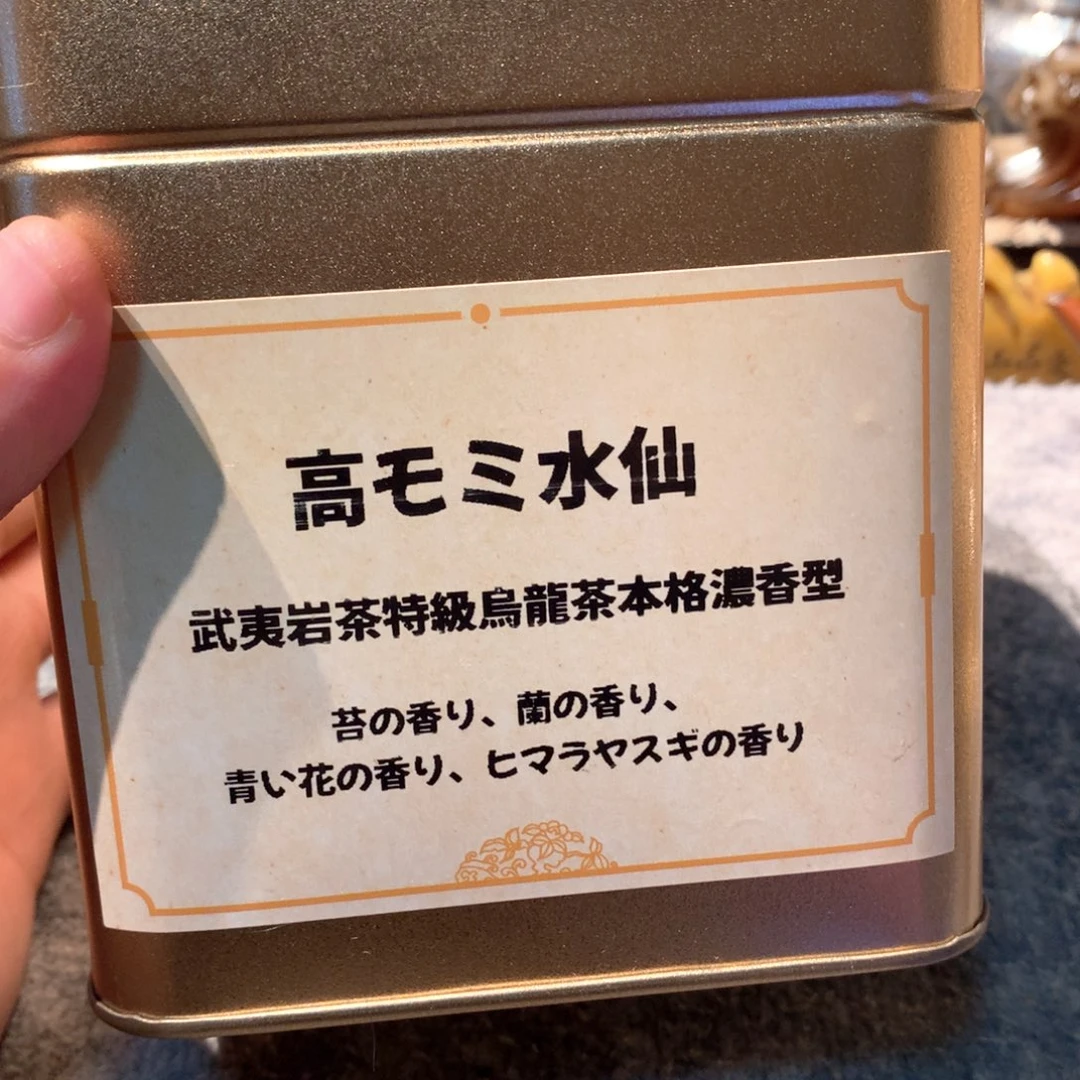 高モミ水仙
武夷岩茶特級烏龍茶本格濃香型
苔の香り、蘭の香り、
青い花の香り、ヒマラヤスギの香り